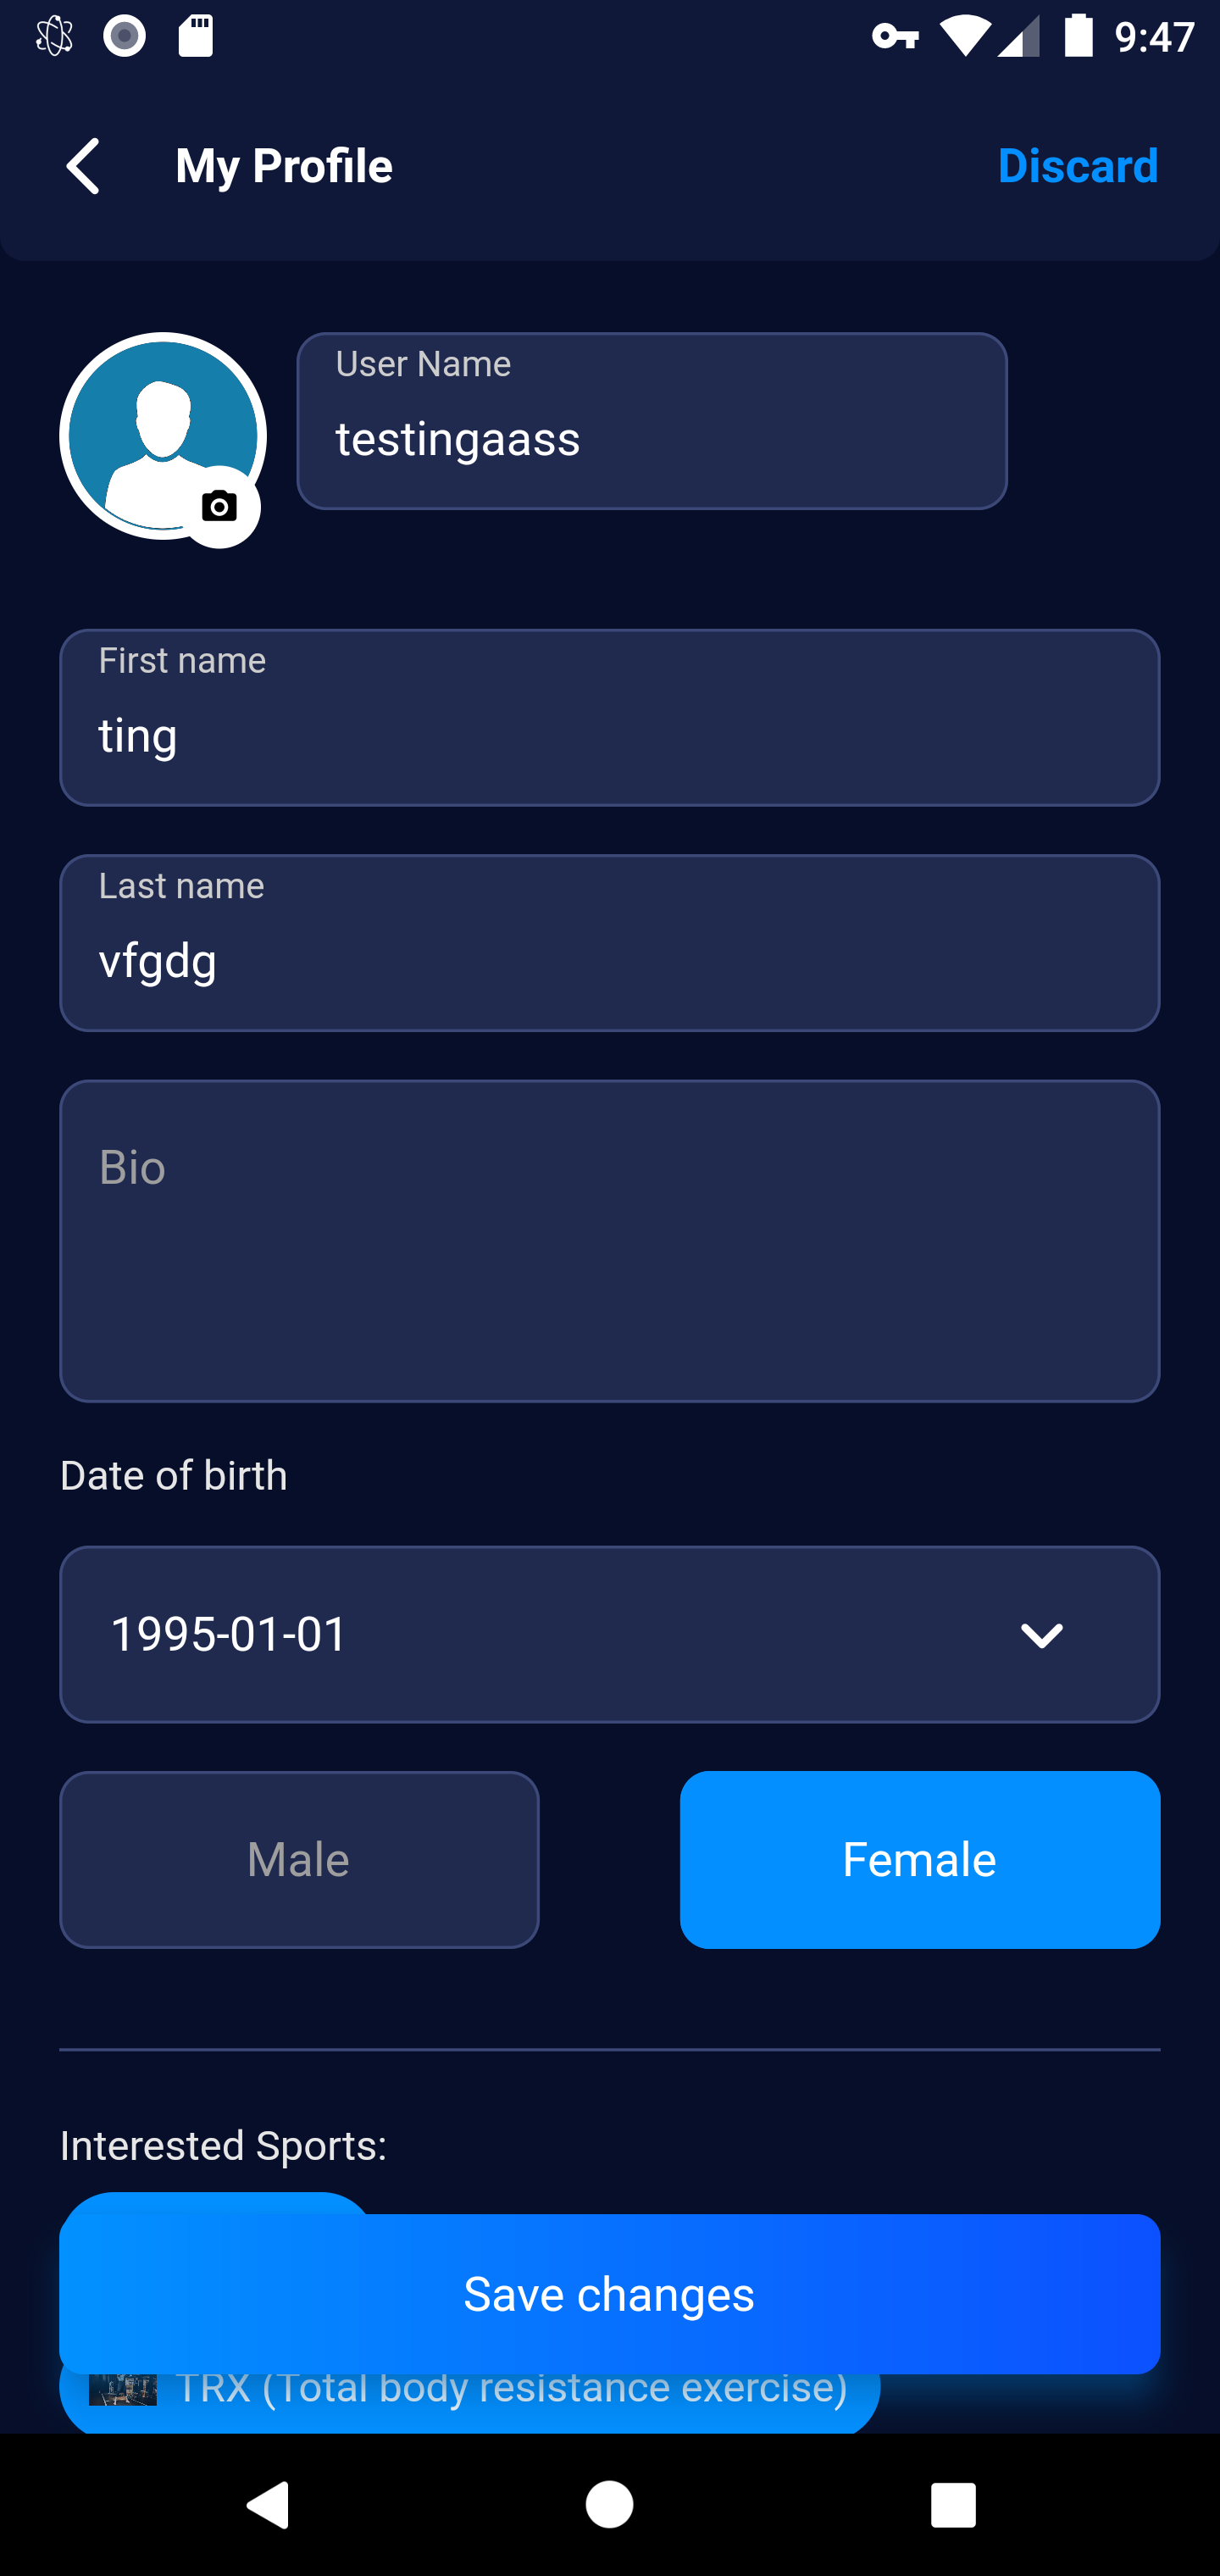 9:47
My Profile
Discard
User Name
testingaass
First name
ting
Last name
vfgdg
Bio
Date of birth
1995-01-01
Male
Female
Interested Sports:
Save changes
TRX (Total body resistance exercise)